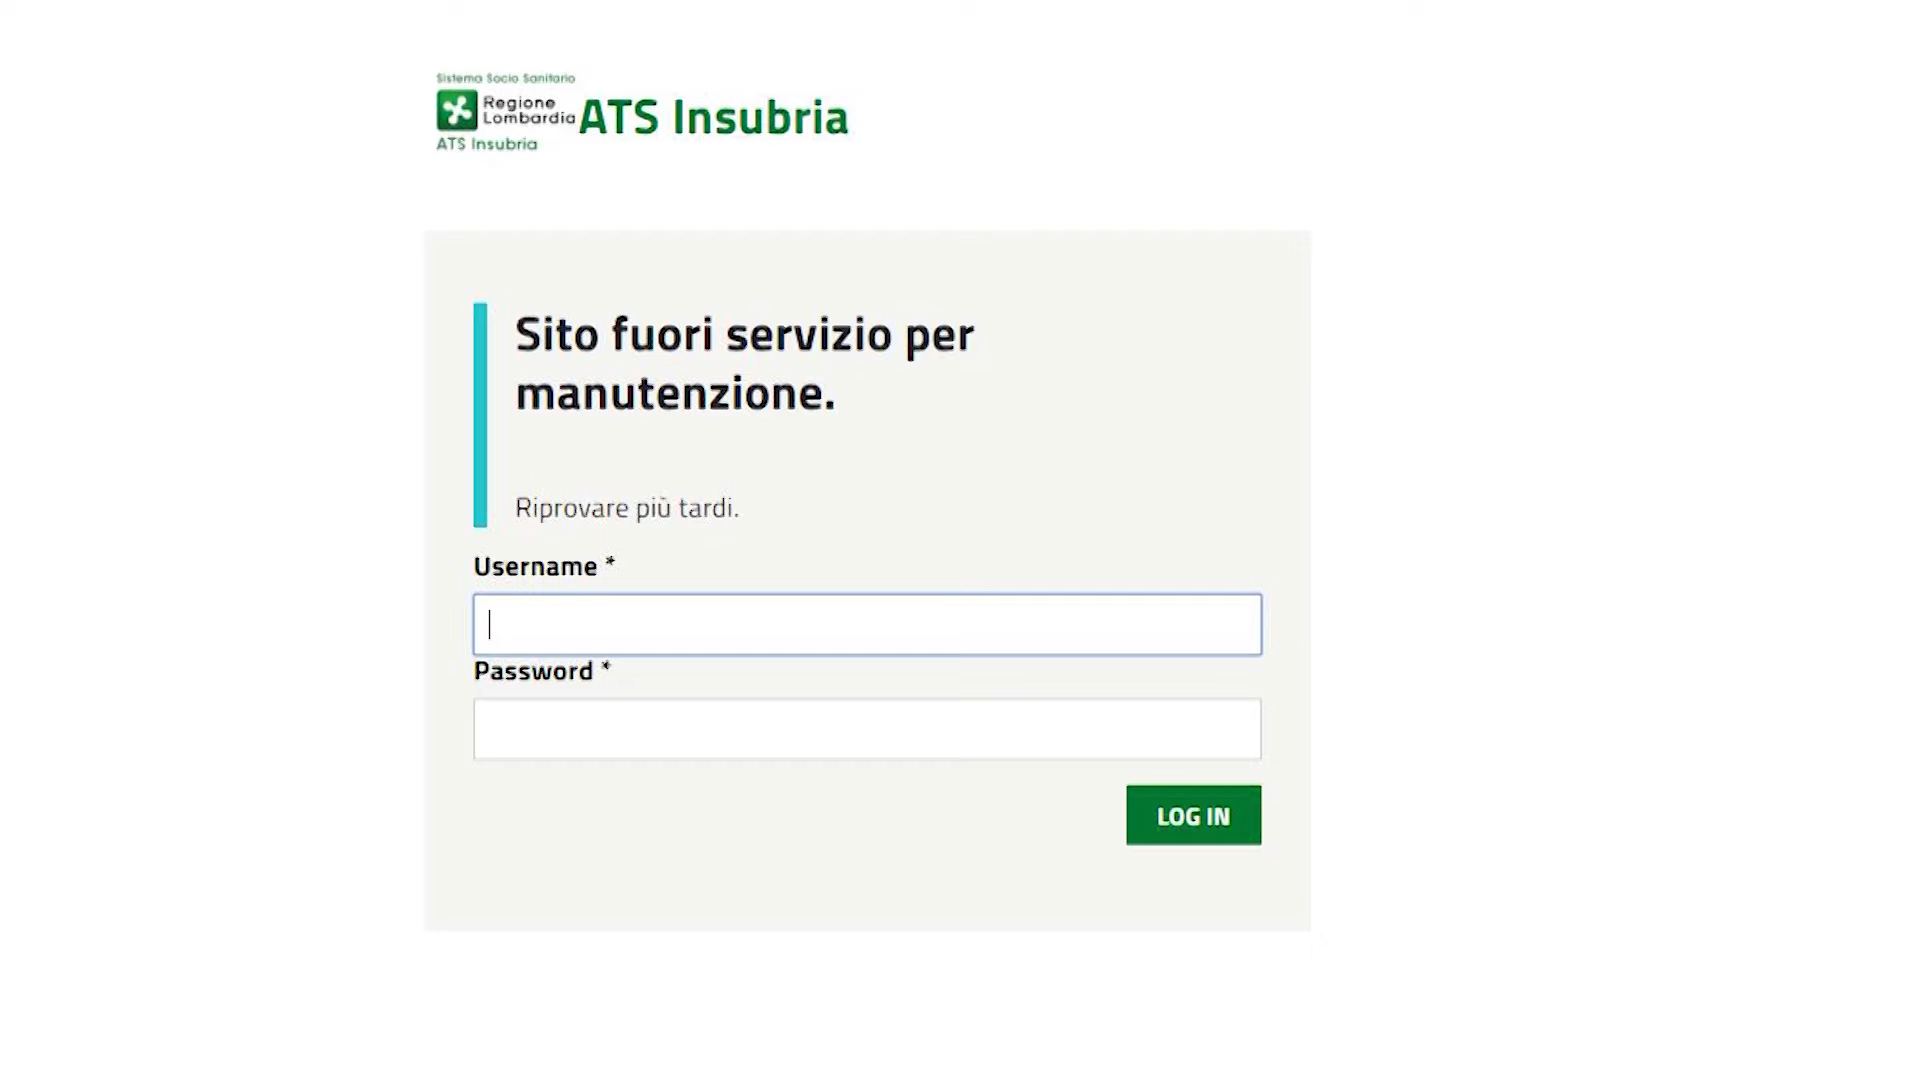 Sistema Socio Sanitario
Regione
Lombardia
ATS Insubria
ATS Insubria
Sito fuori servizio per
manutenzione.
Riprovare più tardi.
Username *
Password *
LOG IN